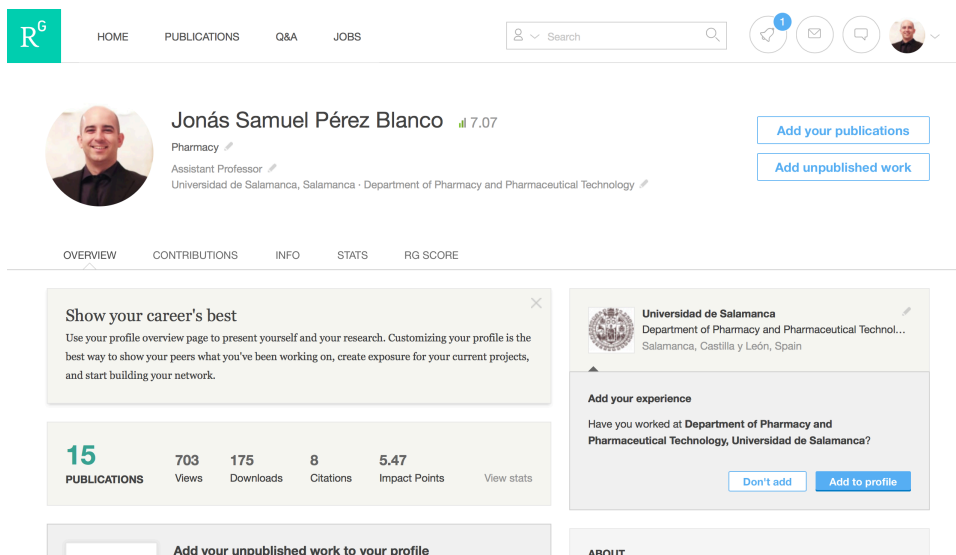 RG
HOME PUBLICATIONS Q&A JOBS
Search
1
Jonás Samuel Pérez Blanco 7.07
Pharmacy
Assistant Professor
Universidad de Salamanca, Salamanca · Department of Pharmacy and Pharmaceutical Technology
Add your publications
Add unpublished work
OVERVIEW CONTRIBUTIONS INFO STATS RG SCORE
Show your career's best
Use your profile overview page to present yourself and your research. Customizing your profile is the
best way to show your peers what you've been working on, create exposure for your current projects,
and start building your network.
15
PUBLICATIONS
703
Views
175
Downloads
8
Citations
5.47
Impact Points
View stats
Add your unpublished work to your profile
Universidad de Salamanca
Department of Pharmacy and Pharmaceutical Technol...
Salamanca, Castilla y León, Spain
Add your experience
Have you worked at Department of Pharmacy and
Pharmaceutical Technology, Universidad de Salamanca?
Don't add Add to profile
ABOUT